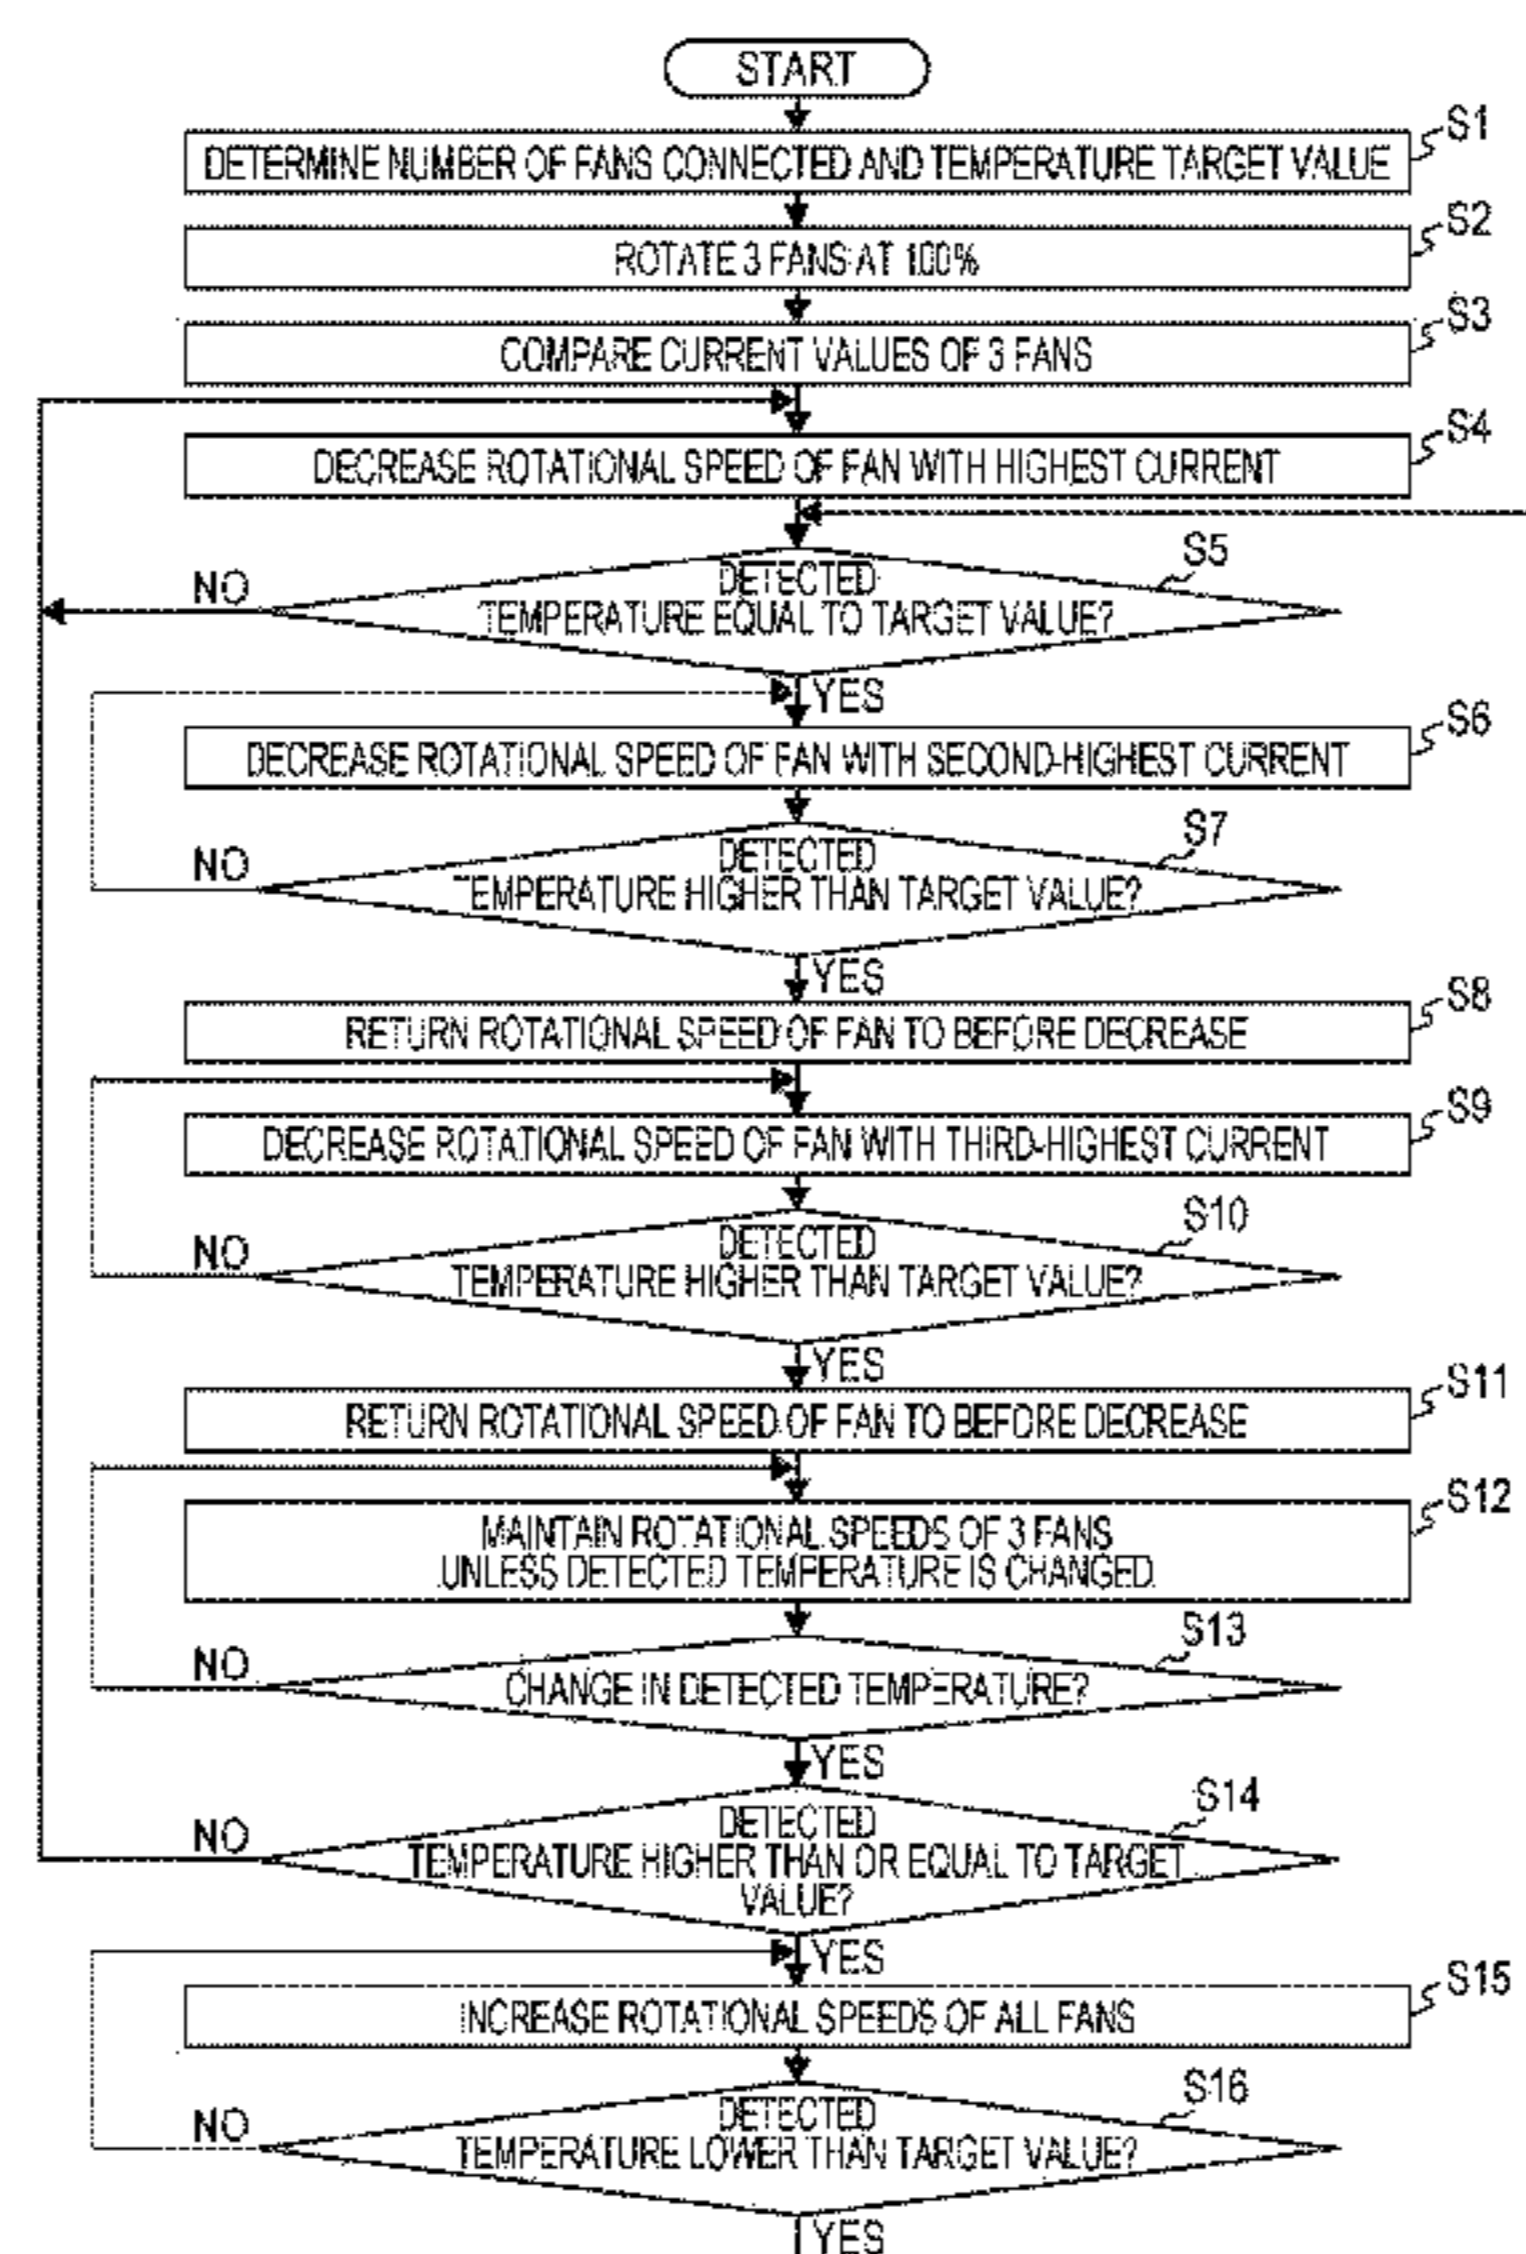 START
S1
DETERMINE NUMBER OF FANS CONNECTED AND TEMPERATURE TARGET VALUE
S2
ROTATE 3 FANS AT 100%
S3
COMPARE CURRENT VALUES OF 3 FANS
S4
DECREASE ROTATIONAL SPEED OF FAN WITH HIGHEST CURRENT
S5
DETECTED
TEMPERATURE EQUAL TO TARGET VALUE?
NO
YES
S6
DECREASE ROTATIONAL SPEED OF FAN WITH SECOND-HIGHEST CURRENT
S7
DETECTED
TEMPERATURE HIGHER THAN TARGET VALUE?
NO
YES
S8
RETURN ROTATIONAL SPEED OF FAN TO BEFORE DECREASE
S9
DECREASE ROTATIONAL SPEED OF FAN WITH THIRD-HIGHEST CURRENT
S10
DETECTED
TEMPERATURE HIGHER THAN TARGET VALUE?
NO
YES
S11
RETURN ROTATIONAL SPEED OF FAN TO BEFORE DECREASE
S12
MAINTAIN ROTATIONAL SPEEDS OF 3 FANS
UNLESS DETECTED TEMPERATURE IS CHANGED
S13
CHANGE IN DETECTED TEMPERATURE?
NO
YES
S14
DETECTED
TEMPERATURE HIGHER THAN OR EQUAL TO TARGET
VALUE?
NO
YES
S15
INCREASE ROTATIONAL SPEEDS OF ALL FANS
S16
DETECTED
TEMPERATURE LOWER THAN TARGET VALUE?
NO
YES